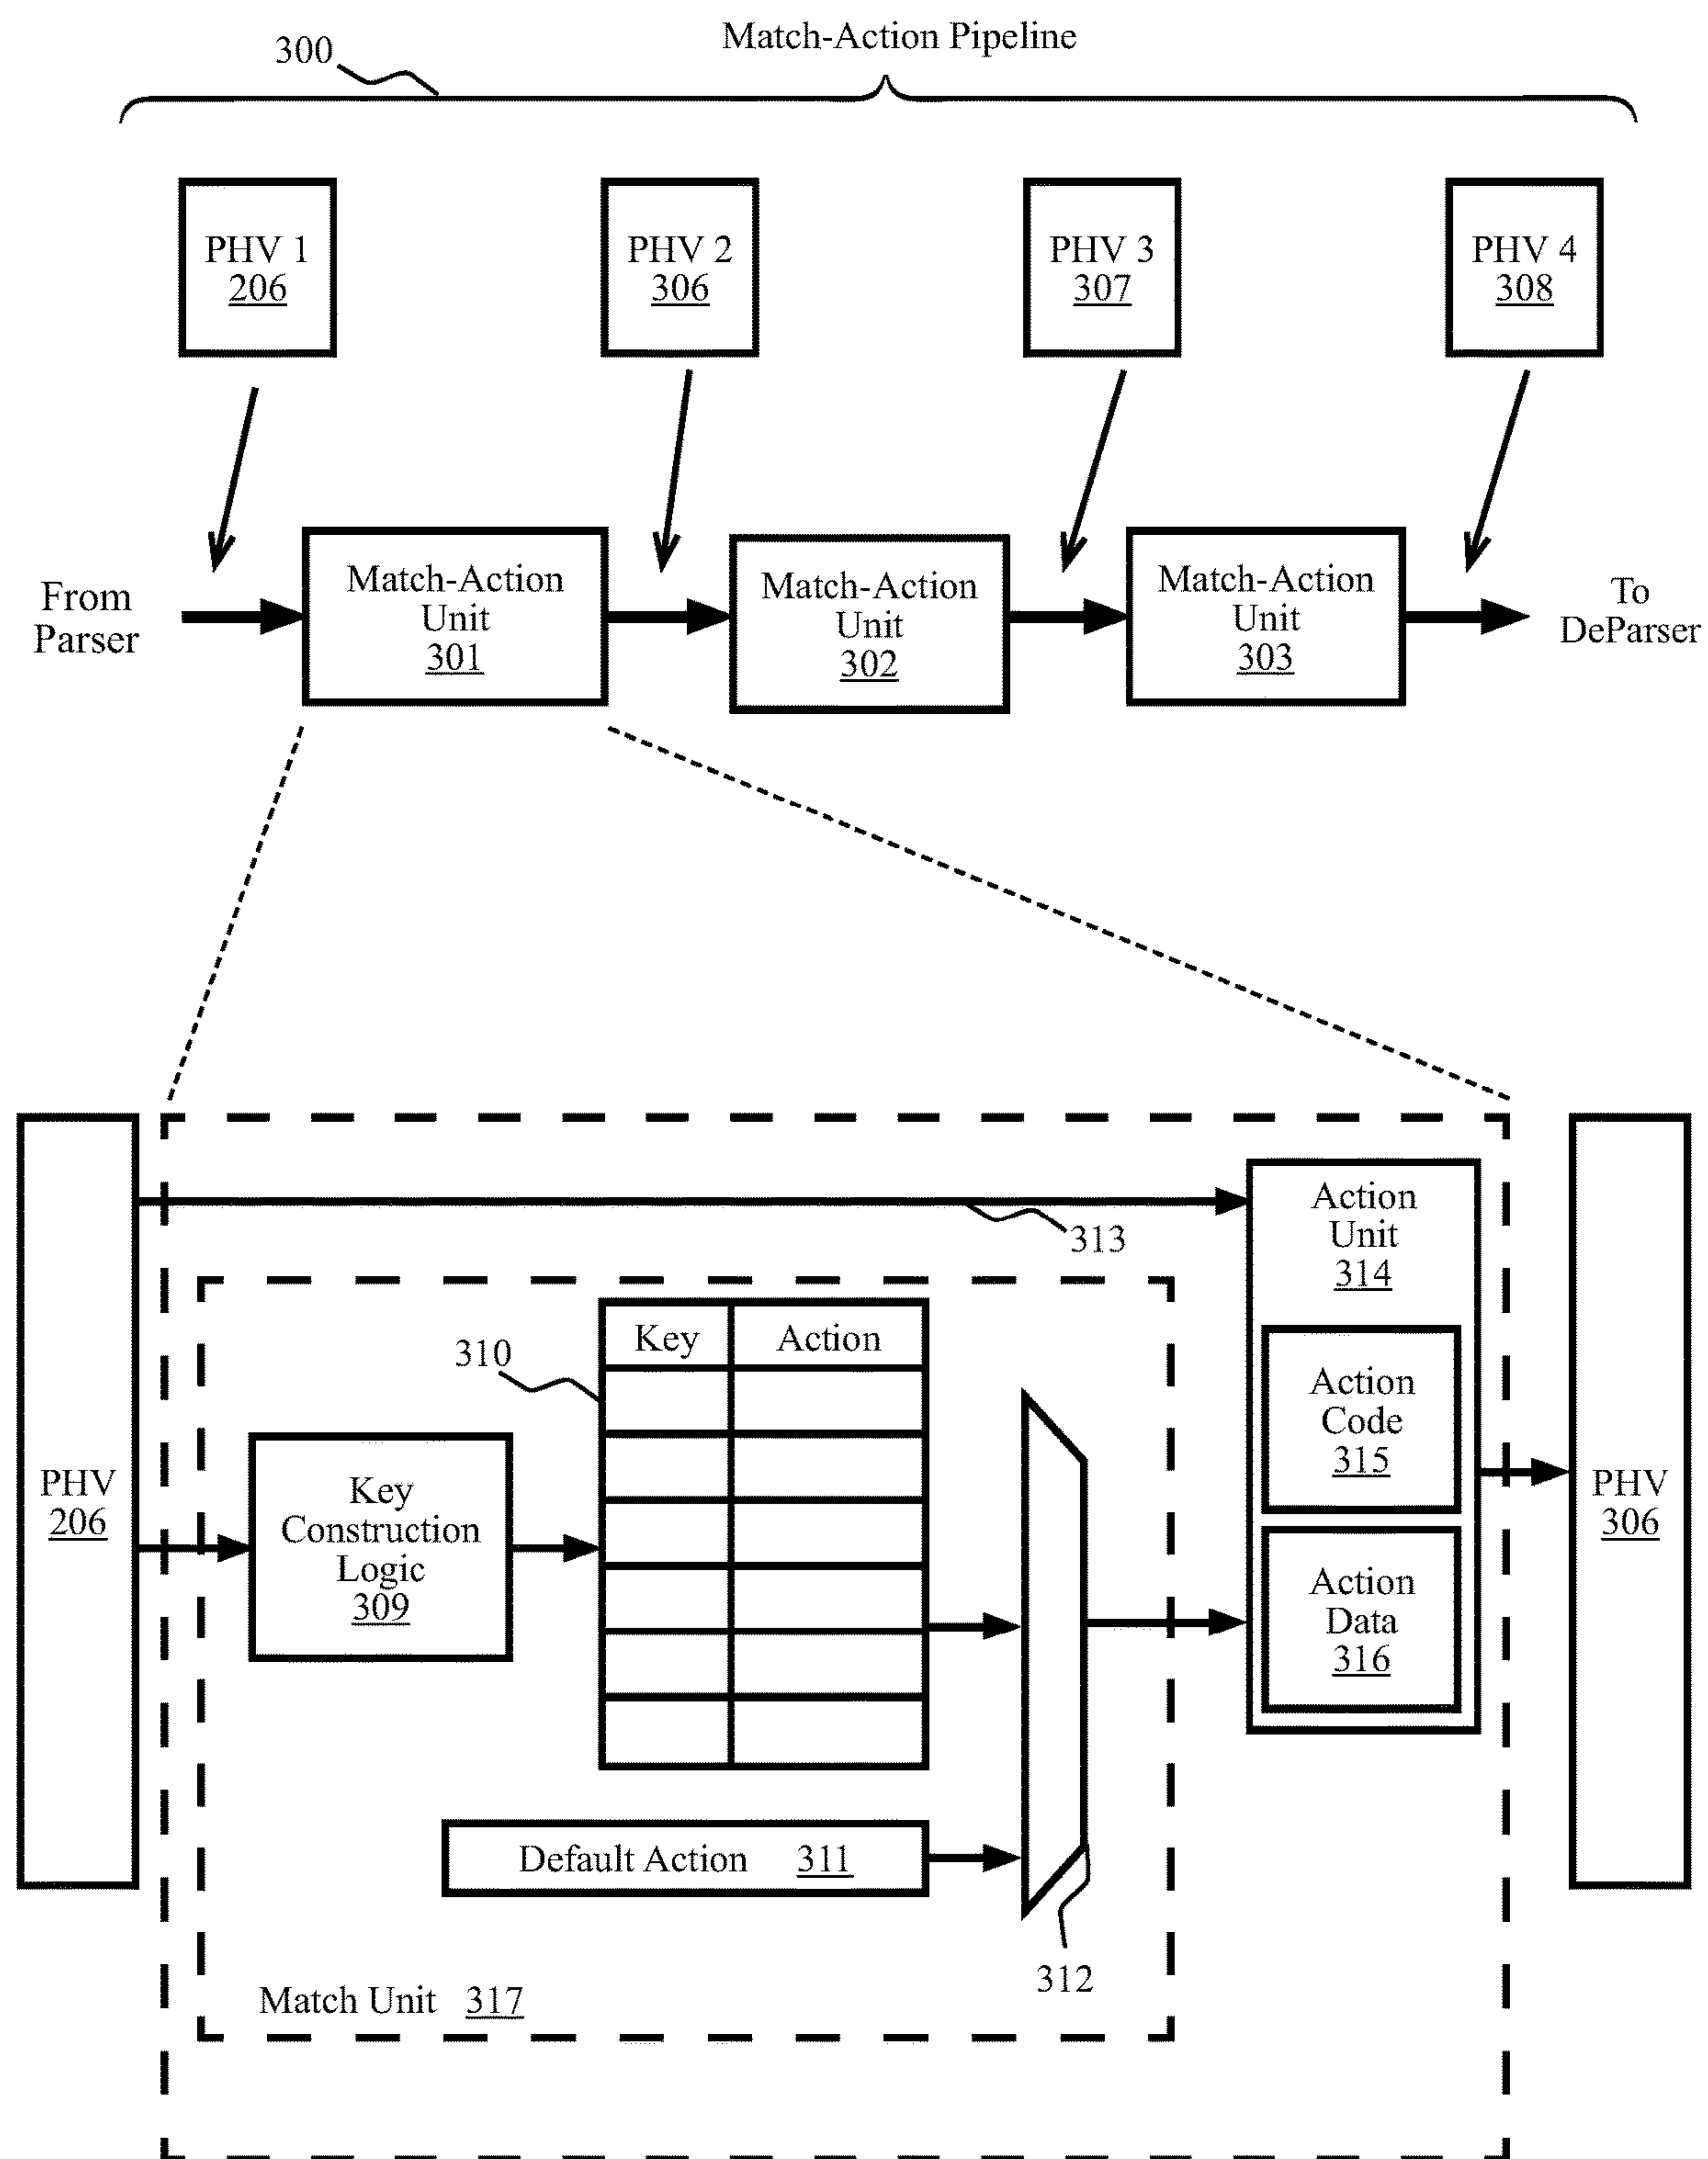 Match-Action Pipeline
300
PHV 1
206
PHV 2
306
PHV 3
307
PHV 4
308
From
Parser
Match-Action
Unit
301
Match-Action
Unit
302
Match-Action
Unit
303
To
DeParser
PHV
206
313
Action
Unit
314
310
Key
Action
Key
Construction
Logic
309
Action
Code
315
Action
Data
316
PHV
306
Default Action 311
312
Match Unit 317